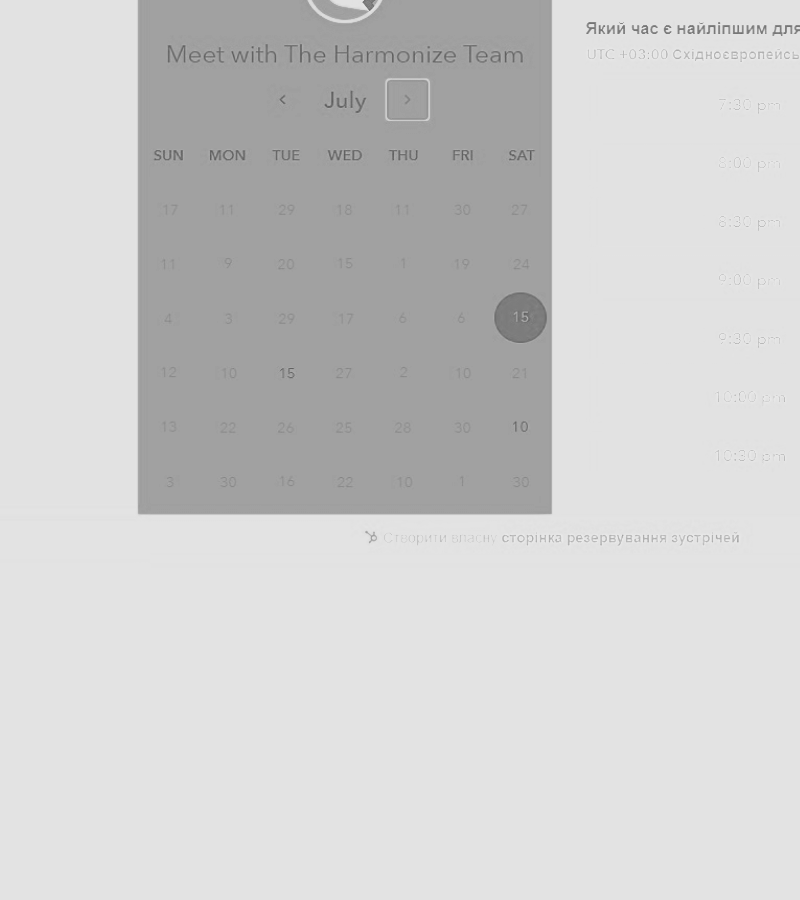 Meet with The Harmonize Team
July
SUN MON TUE WED THU FRI SAT
17 11 29 18 11 30 27
11 9 20 15 1 19 24
4 3 29 17 6 6 15
12 10 15 27 2 10 21
13 22 26 25 28 30 10
3 30 16 22 10 1 30
Який час є найліпшим для
UTC +03:00 Східноєвропейсь
7:30 pm
8:00 pm
8:30 pm
9:00 pm
9:30 pm
10:00 pm
10:30 pm
Створити власну сторінка резервування зустрічей